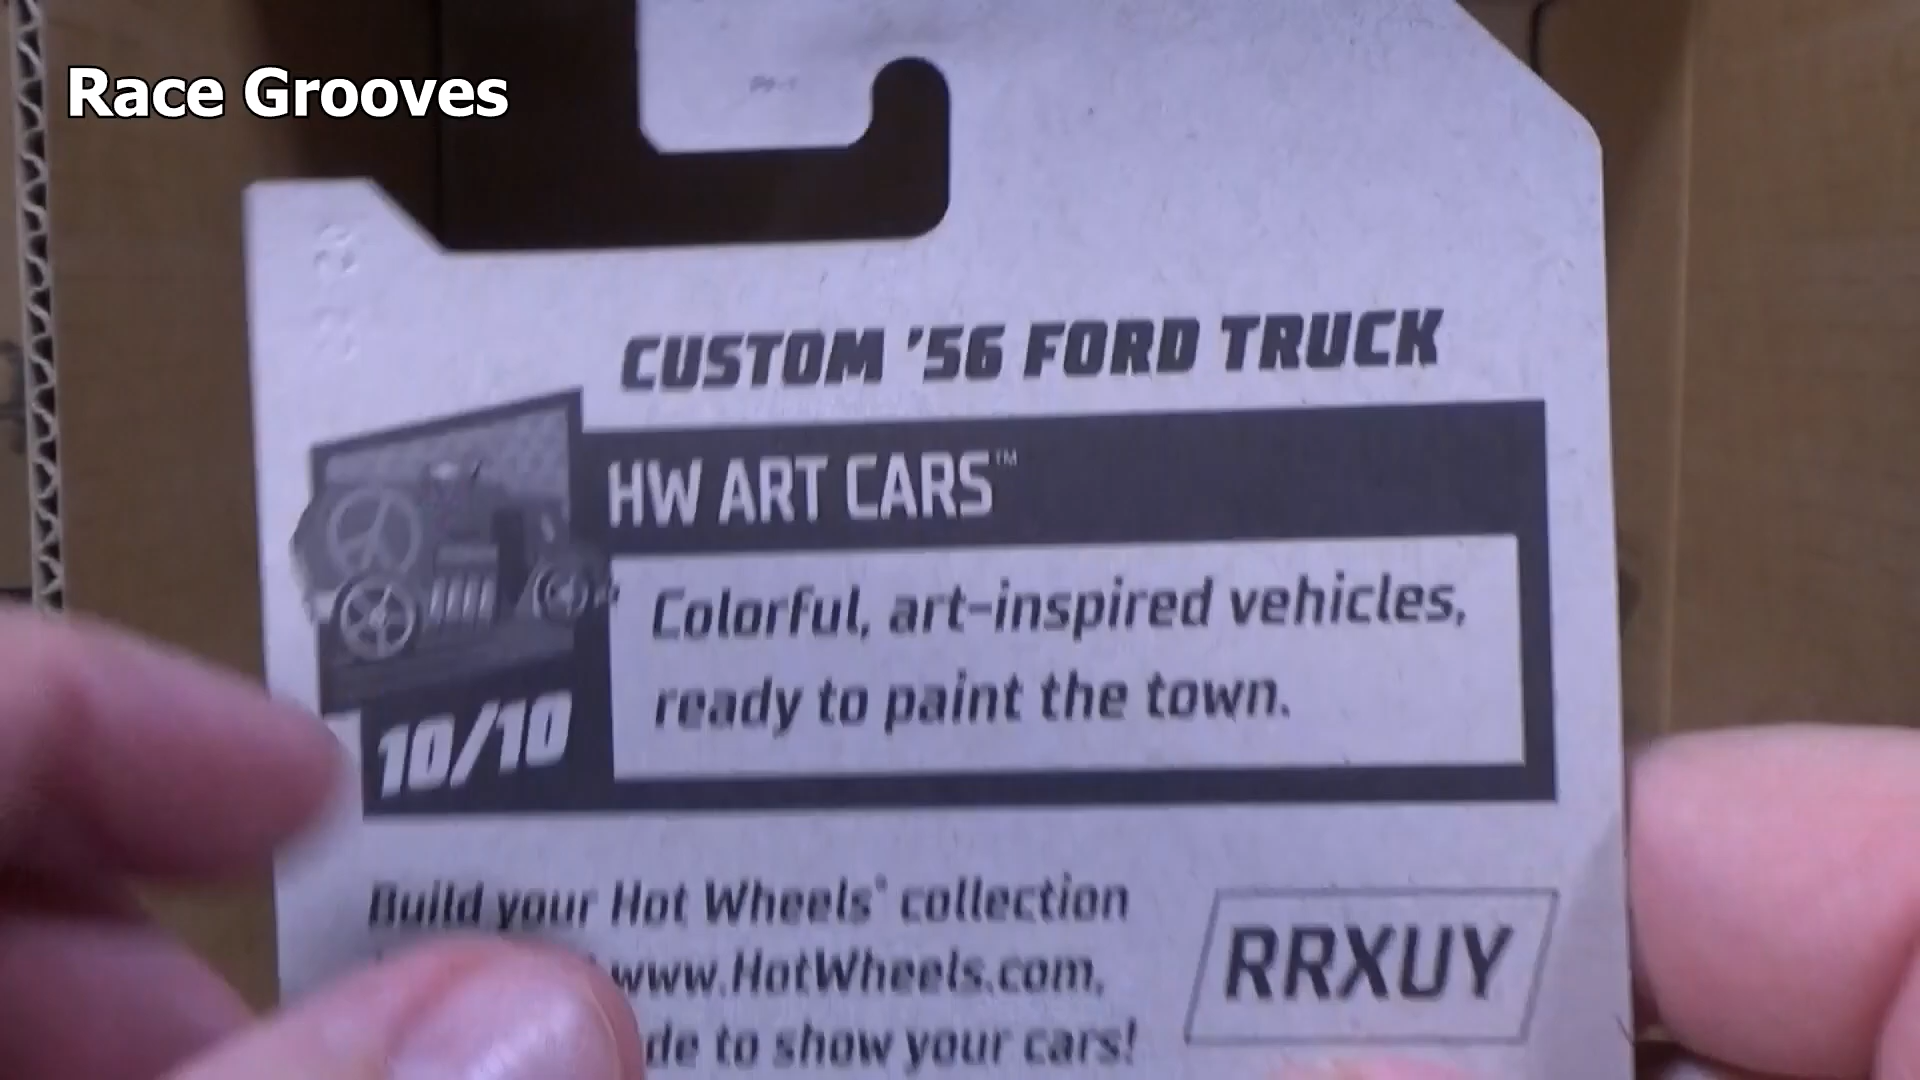 Race Grooves
CUSTOM '56 FORD TRUCK
HW ART CARS™
Colorful, art-inspired vehicles,
ready to paint the town.
10/10
Build your Hot Wheels® collection
www.HotWheels.com.
to show your cars!
RRXUY